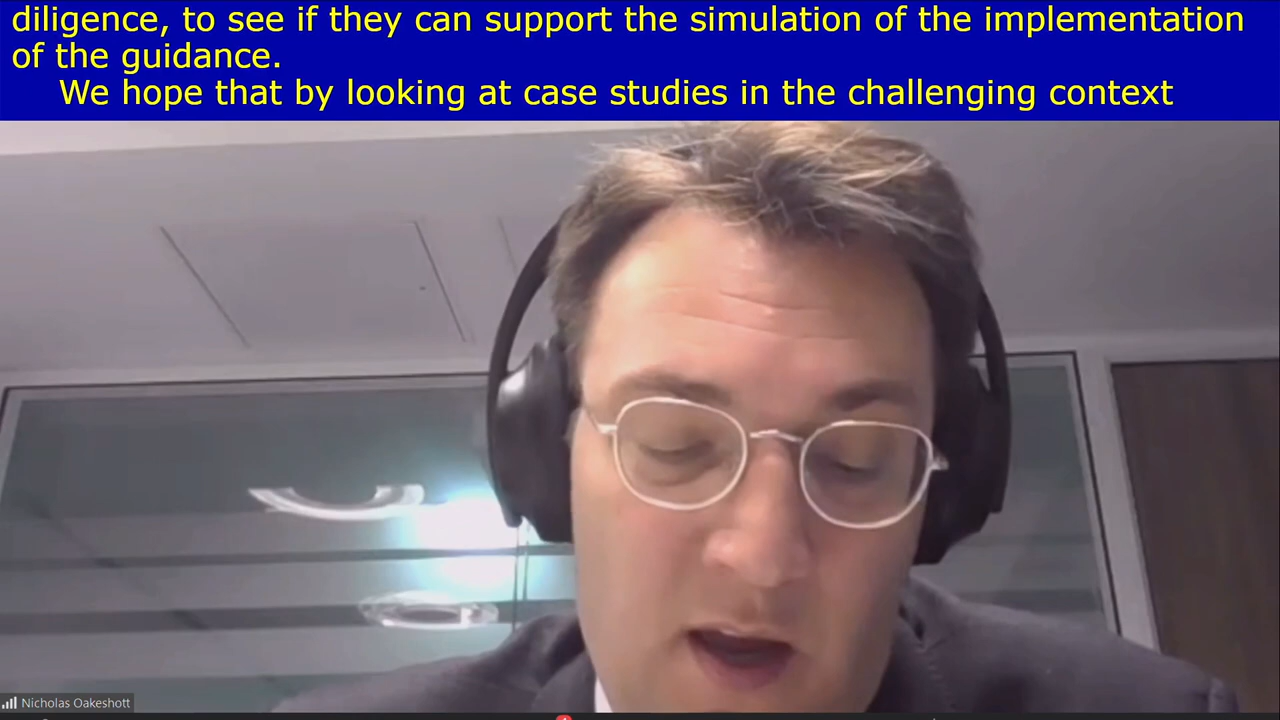 diligence, to see if they can support the simulation of the implementation
of the guidance.
We hope that by looking at case studies in the challenging context
Nicholas Oakeshott